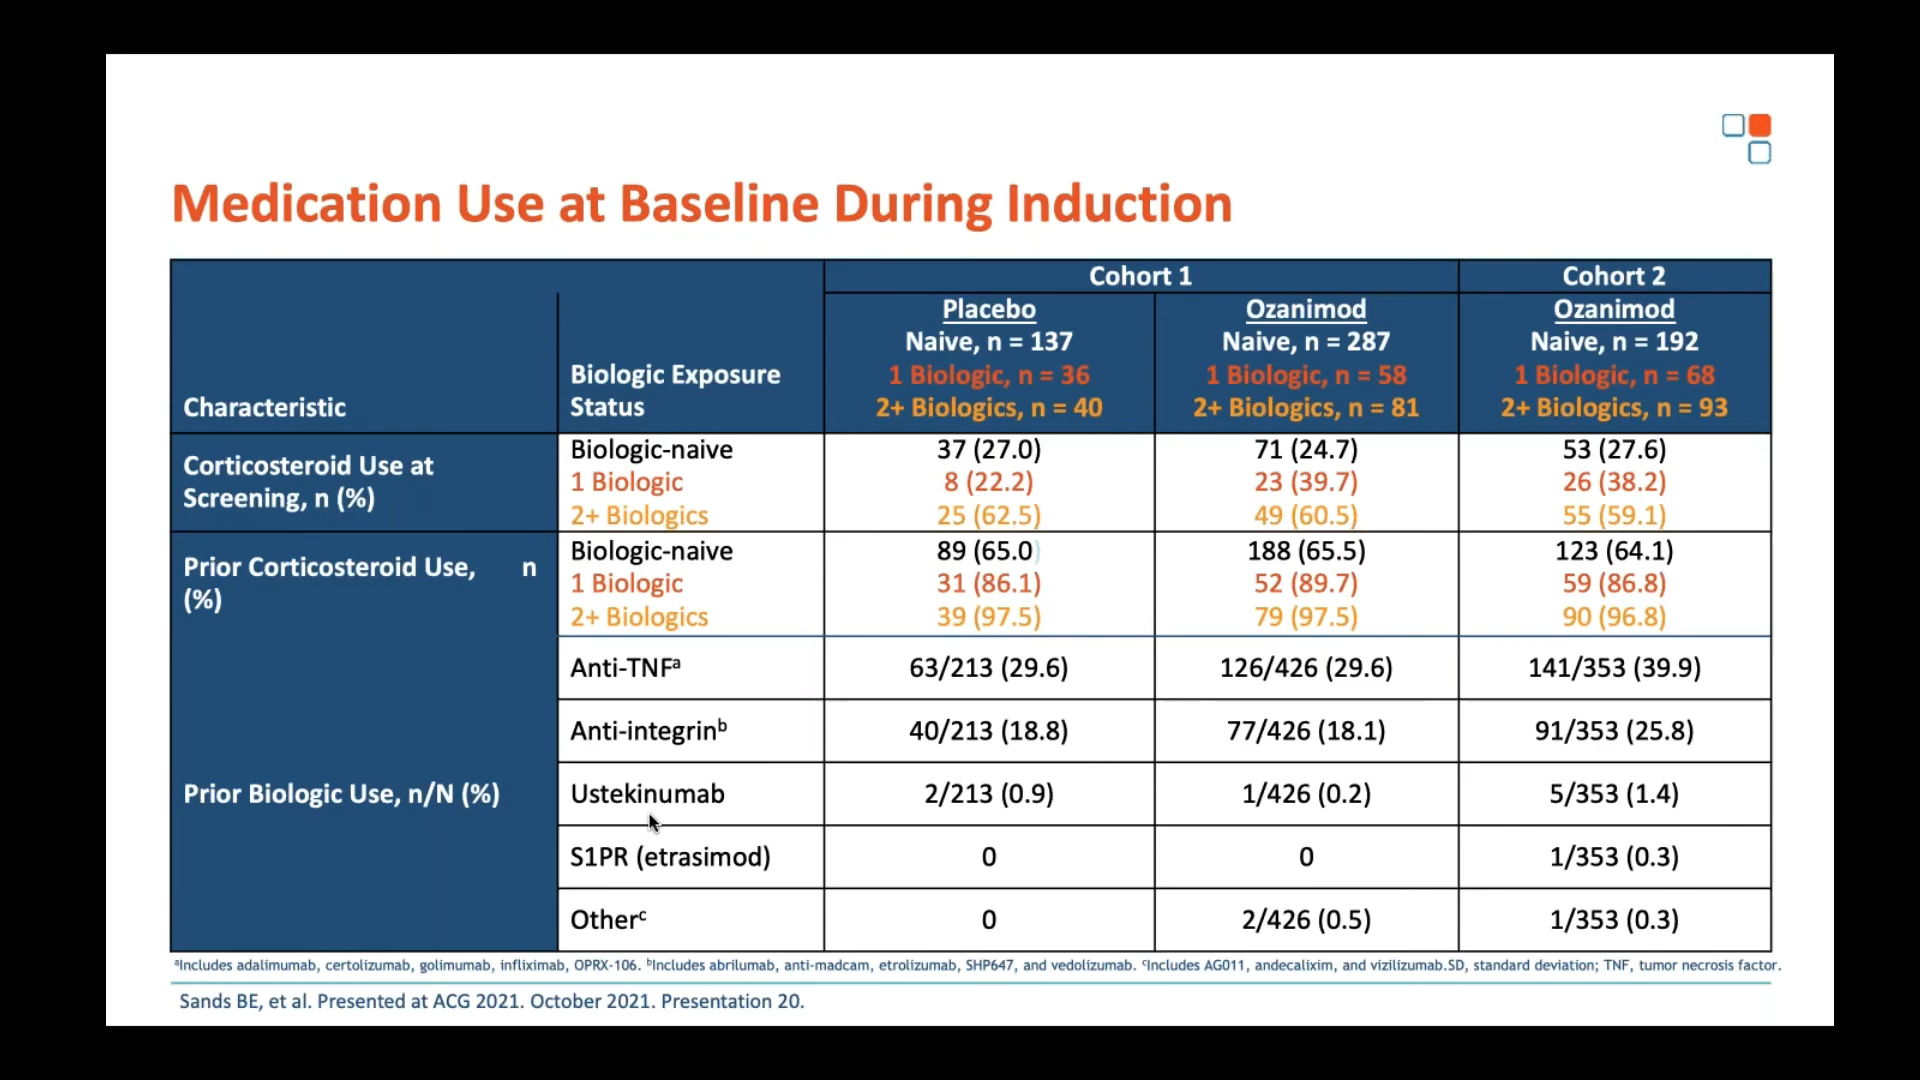 Medication Use at Baseline During Induction
Cohort 1
Cohort 2
Characteristic
Biologic Exposure
Status
Placebo
Naive, n = 137
1 Biologic, n = 36
2+ Biologics, n = 40
Ozanimod
Naive, n = 287
1 Biologic, n = 58
2+ Biologics, n = 81
Ozanimod
Naive, n = 192
1 Biologic, n = 68
2+ Biologics, n = 93
Corticosteroid Use at
Screening, n (%)
Biologic-naive 37 (27.0) 71 (24.7) 53 (27.6)
1 Biologic 8 (22.2) 23 (39.7) 26 (38.2)
2+ Biologics 25 (62.5) 49 (60.5) 55 (59.1)
Prior Corticosteroid Use, n
(%)
Biologic-naive 89 (65.0) 188 (65.5) 123 (64.1)
1 Biologic 31 (86.1) 52 (89.7) 59 (86.8)
2+ Biologics 39 (97.5) 79 (97.5) 90 (96.8)
Prior Biologic Use, n/N (%)
Anti-TNFᵃ 63/213 (29.6) 126/426 (29.6) 141/353 (39.9)
Anti-integrinᵇ 40/213 (18.8) 77/426 (18.1) 91/353 (25.8)
Ustekinumab 2/213 (0.9) 1/426 (0.2) 5/353 (1.4)
S1PR (etrasimod) 0 0 1/353 (0.3)
Otherᶜ 0 2/426 (0.5) 1/353 (0.3)
ᵃIncludes adalimumab, certolizumab, golimumab, infliximab, OPRX-106. ᵇIncludes abrilumab, anti-madcam, etrolizumab, SHP647, and vedolizumab. ᶜIncludes AG011, andecalixim, and vizilizumab.SD, standard deviation; TNF, tumor necrosis factor.
Sands BE, et al. Presented at ACG 2021. October 2021. Presentation 20.